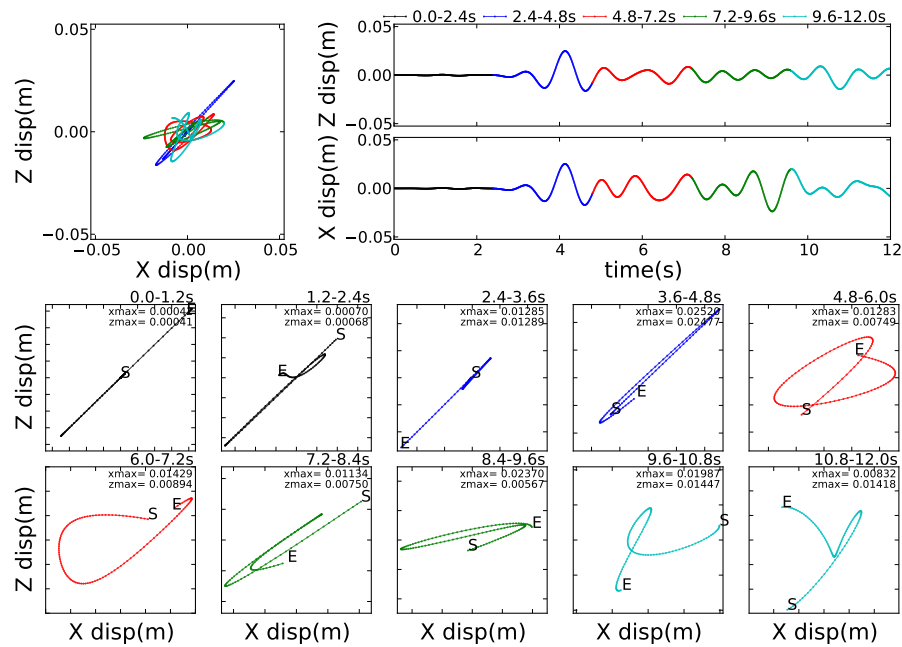 0.0-2.4s 2.4-4.8s 4.8-7.2s 7.2-9.6s 9.6-12.0s
0.05
0.00
−0.05
Z disp(m)
−0.05 0.00 0.05
X disp(m)
0.05
0.00
−0.05
Z disp(m)
0.05
0.00
−0.05
X disp(m)
0 2 4 6 8 10 12
time(s)
0.0-1.2s
E
S
zmax= 0.00041
1.2-2.4s
xmax= 0.00070
zmax= 0.00068
S
E
2.4-3.6s
xmax= 0.01285
zmax= 0.01289
S
E
3.6-4.8s
xmax= 0.02520
zmax= 0.02477
E
S
4.8-6.0s
xmax= 0.01283
zmax= 0.00749
E
S
Z disp(m)
6.0-7.2s
xmax= 0.01429
zmax= 0.00894
E
S
7.2-8.4s
xmax= 0.01134
zmax= 0.00750
S
E
8.4-9.6s
xmax= 0.02370
zmax= 0.00567
E
S
9.6-10.8s
xmax= 0.01987
zmax= 0.01447
S
E
10.8-12.0s
xmax= 0.00832
zmax= 0.01418
E
S
Z disp(m)
X disp(m) X disp(m) X disp(m) X disp(m) X disp(m)